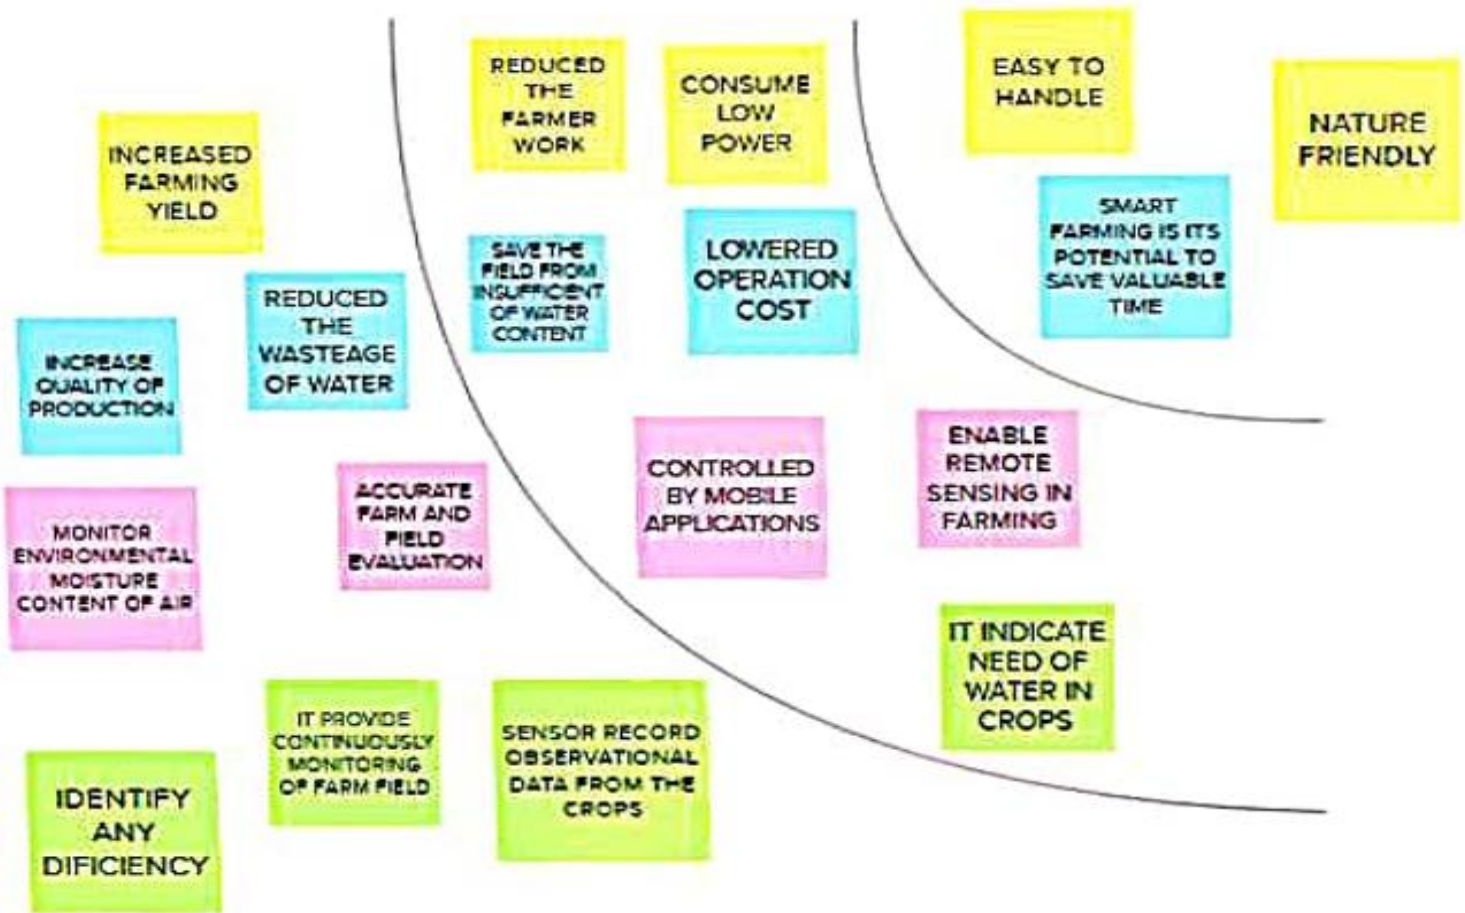 INCREASED
FARMING
YIELD
REDUCED
THE
WASTEAGE
OF WATER
INCREASE
QUALITY OF
PRODUCTION
MONITOR
ENVIRONMENTAL
MOISTURE
CONTENT OF AIR
ACCURATE
FARM AND
FIELD
EVALUATION
IT PROVIDE
CONTINUOUSLY
MONITORING
OF FARM FIELD
SENSOR RECORD
OBSERVATIONAL
DATA FROM THE
CROPS
IDENTIFY
ANY
DIFICIENCY
REDUCED
THE
FARMER
WORK
CONSUME
LOW
POWER
SAVE THE
FIELD FROM
INSUFFICIENT
OF WATER
CONTENT
LOWERED
OPERATION
COST
CONTROLLED
BY MOBILE
APPLICATIONS
ENABLE
REMOTE
SENSING IN
FARMING
IT INDICATE
NEED OF
WATER IN
CROPS
EASY TO
HANDLE
NATURE
FRIENDLY
SMART
FARMING IS ITS
POTENTIAL TO
SAVE VALUABLE
TIME